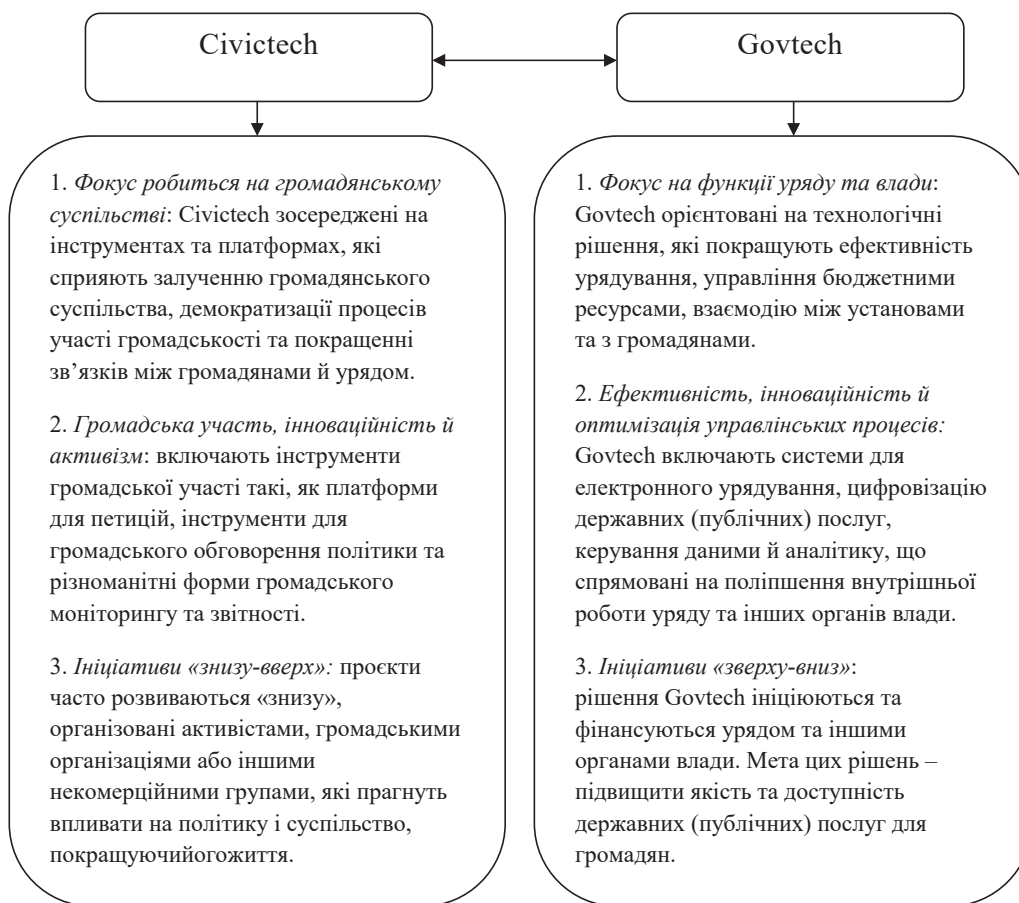 Civictech
Govtech
1. Фокус робиться на громадянському
суспільстві: Civictech зосереджені на
інструментах та платформах, які
сприяють залученню громадянського
суспільства, демократизації процесів
участі громадськості та покращенні
зв’язків між громадянами й урядом.
2. Громадська участь, інноваційність й
активізм: включають інструменти
громадської участі такі, як платформи
для петицій, інструменти для
громадського обговорення політики та
різноманітні форми громадського
моніторингу та звітності.
3. Ініціативи «знизу-вверх»: проєкти
часто розвиваються «знизу»,
організовані активістами, громадськими
організаціями або іншими
некомерційними групами, які прагнуть
впливати на політику і суспільство,
покращуючийогожиття.
1. Фокус на функції уряду та влади:
Govtech орієнтовані на технологічні
рішення, які покращують ефективність
урядування, управління бюджетними
ресурсами, взаємодію між установами
та з громадянами.
2. Ефективність, інноваційність й
оптимізація управлінських процесів:
Govtech включають системи для
електронного урядування, цифровізацію
державних (публічних) послуг,
керування даними й аналітику, що
спрямовані на поліпшення внутрішньої
роботи уряду та інших органів влади.
3. Ініціативи «зверху-вниз»:
рішення Govtech ініціюються та
фінансуються урядом та іншими
органами влади. Мета цих рішень –
підвищити якість та доступність
державних (публічних) послуг для
громадян.